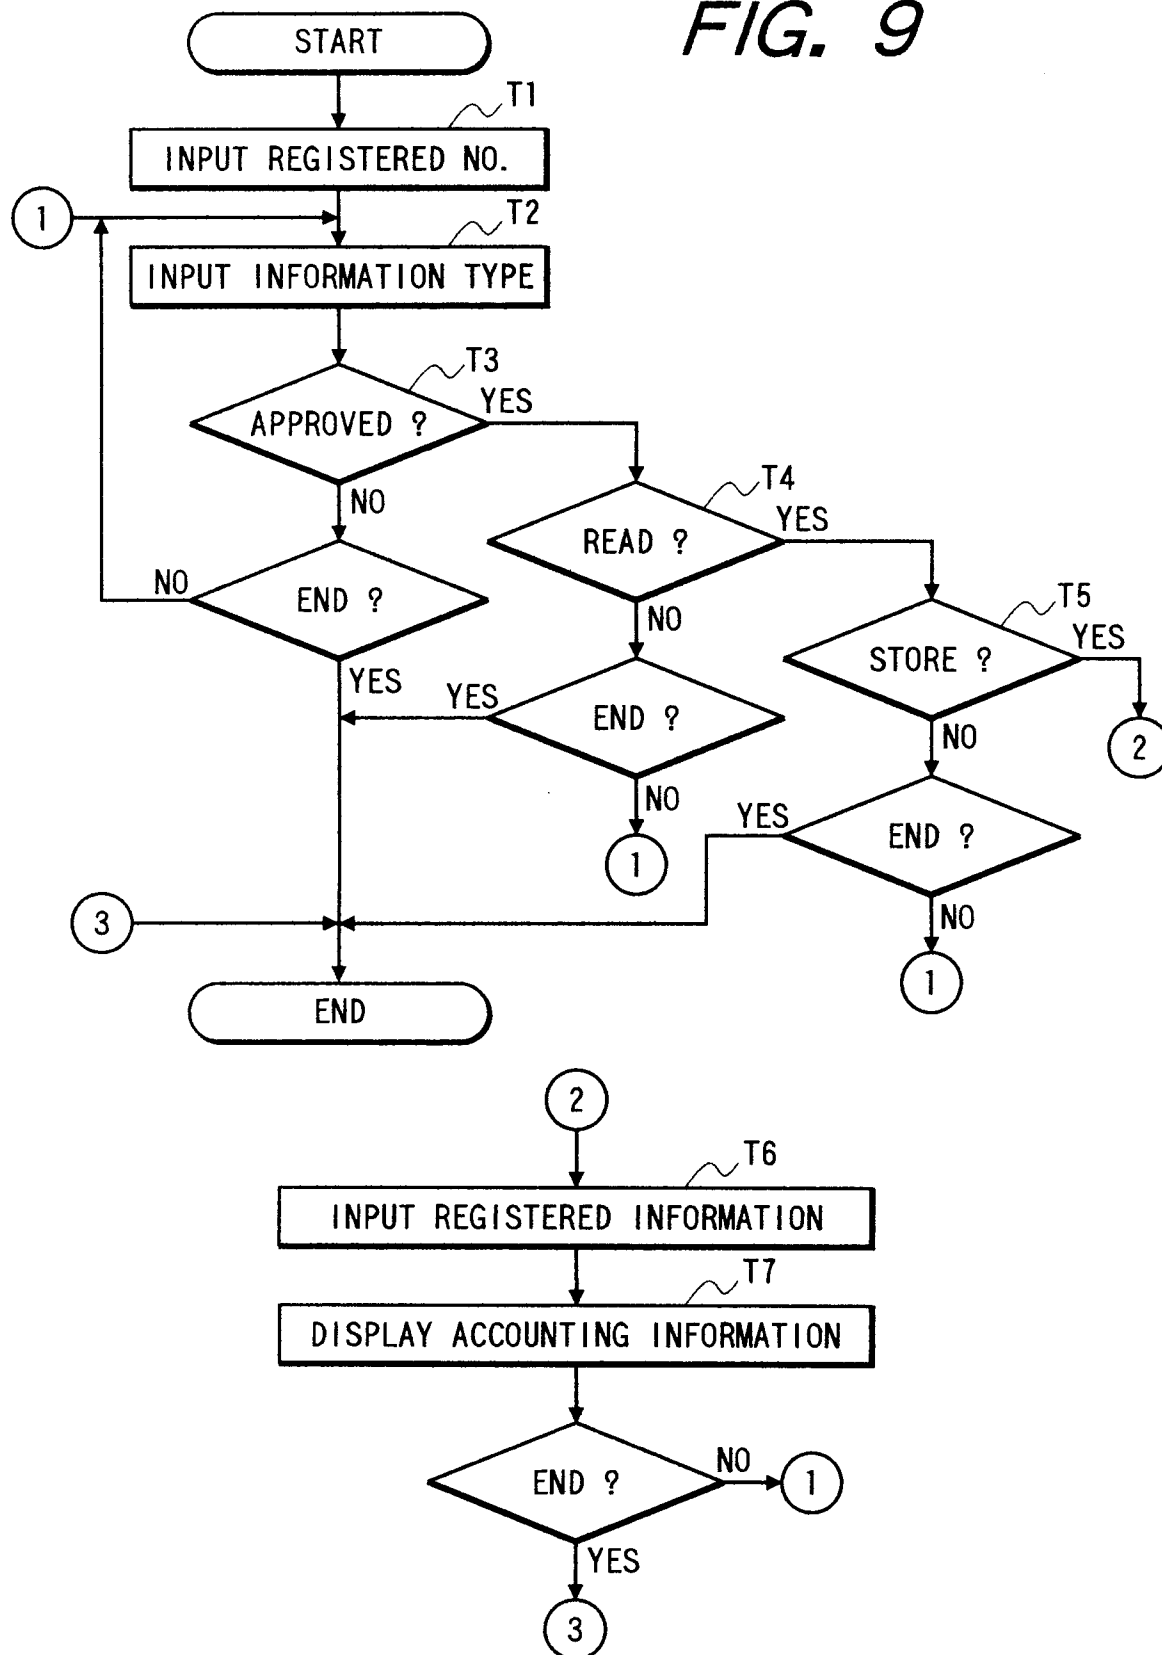 FIG. 9
START
T1
INPUT REGISTERED NO.
1
T2
INPUT INFORMATION TYPE
T3
APPROVED ?
YES
NO
T4
READ ?
YES
NO
END ?
NO
YES
T5
STORE ?
YES
NO
2
YES
END ?
NO
1
YES
END ?
NO
1
3
END
2
T6
INPUT REGISTERED INFORMATION
T7
DISPLAY ACCOUNTING INFORMATION
END ?
NO
1
YES
3